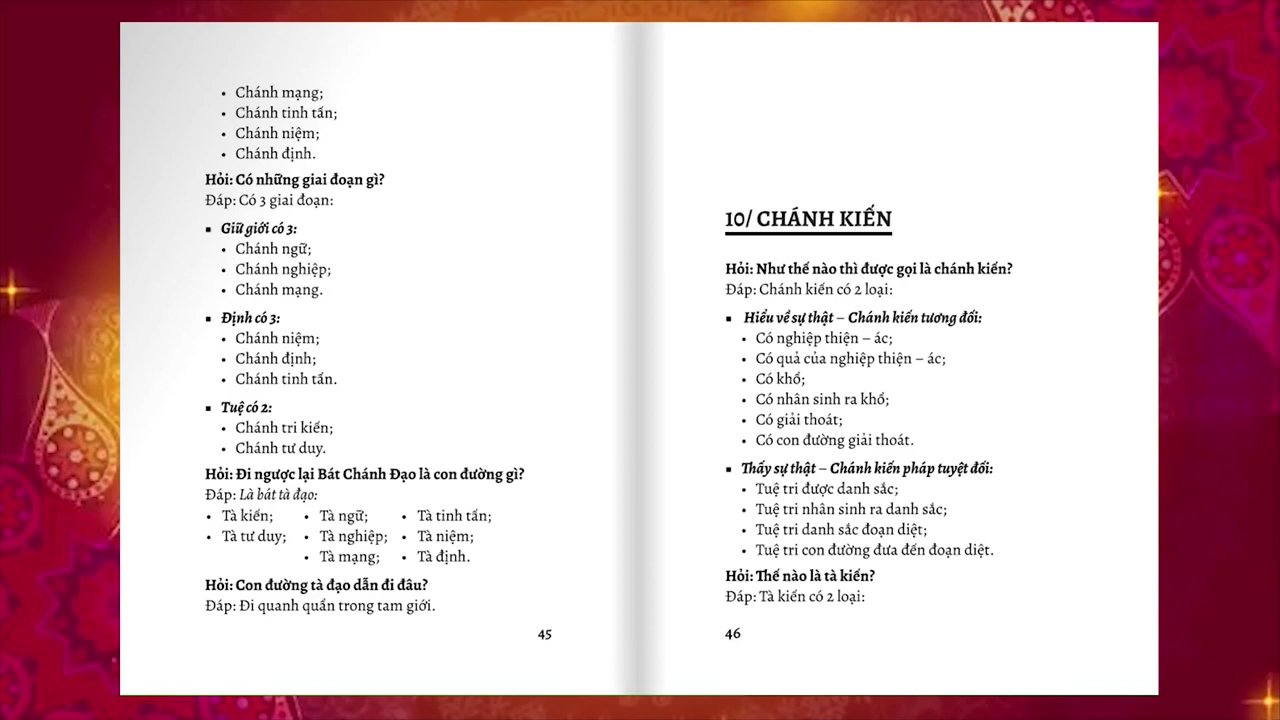 • Chánh mạng;
• Chánh tinh tấn;
• Chánh niệm;
• Chánh định.
Hỏi: Có những giai đoạn gì?
Đáp: Có 3 giai đoạn:
▪ Giữ giới có 3:
• Chánh ngữ;
• Chánh nghiệp;
• Chánh mạng.
▪ Định có 3:
• Chánh niệm;
• Chánh định;
• Chánh tinh tấn.
▪ Tuệ có 2:
• Chánh tri kiến;
• Chánh tư duy.
Hỏi: Đi ngược lại Bát Chánh Đạo là con đường gì?
Đáp: Là bát tà đạo:
• Tà kiến; • Tà ngữ; • Tà tinh tấn;
• Tà tư duy; • Tà nghiệp; • Tà niệm;
• Tà mạng; • Tà định.
Hỏi: Con đường tà đạo dẫn đi đâu?
Đáp: Đi quanh quẩn trong tam giới.
45
10/ CHÁNH KIẾN
Hỏi: Như thế nào thì được gọi là chánh kiến?
Đáp: Chánh kiến có 2 loại:
▪ Hiểu về sự thật – Chánh kiến tương đối:
• Có nghiệp thiện – ác;
• Có quả của nghiệp thiện – ác;
• Có khổ;
• Có nhân sinh ra khổ;
• Có giải thoát;
• Có con đường giải thoát.
▪ Thấy sự thật – Chánh kiến pháp tuyệt đối:
• Tuệ tri được danh sắc;
• Tuệ tri nhân sinh ra danh sắc;
• Tuệ tri danh sắc đoạn diệt;
• Tuệ tri con đường đưa đến đoạn diệt.
Hỏi: Thế nào là tà kiến?
Đáp: Tà kiến có 2 loại:
46